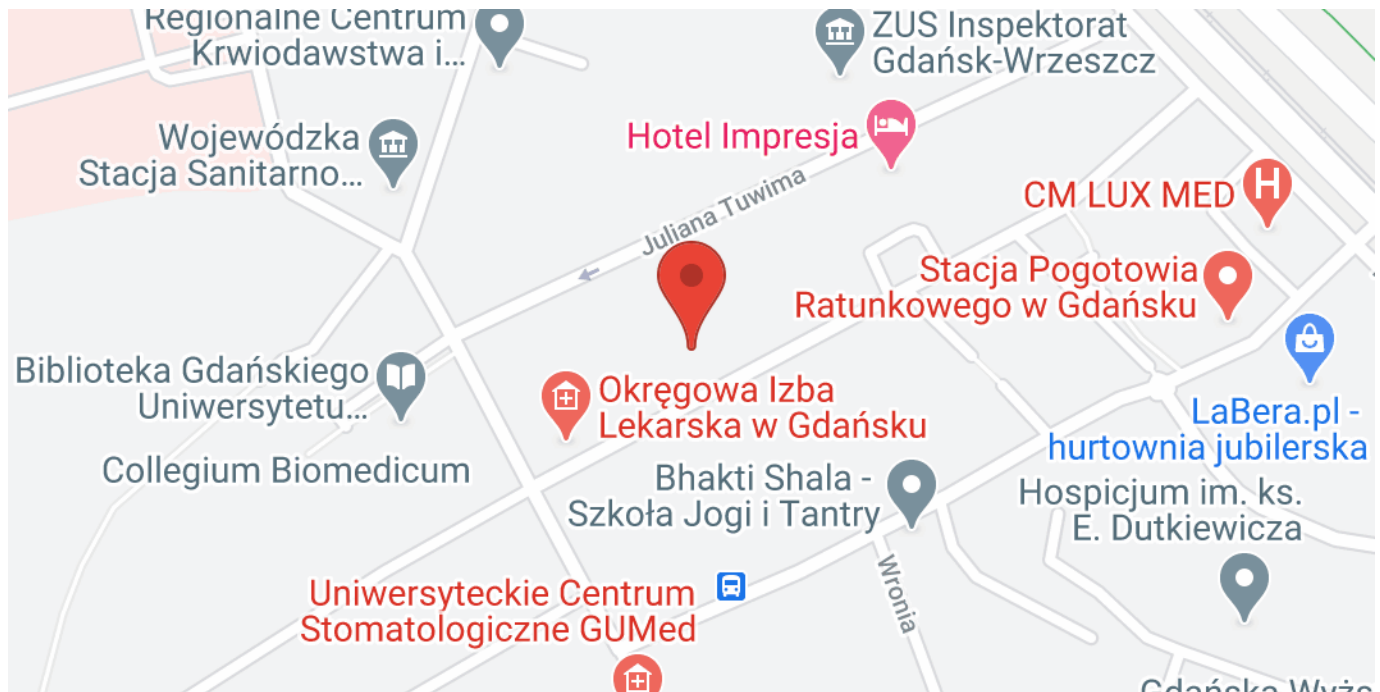 Regionalne Centrum
Krwiodawstwa i...
ZUS Inspektorat
Gdańsk-Wrzeszcz
Wojewódzka
Stacja Sanitarno...
Hotel Impresja
Juliana Tuwima
CM LUX MED
H
Stacja Pogotowia
Ratunkowego w Gdańsku
Biblioteka Gdańskiego
Uniwersytetu...
Okręgowa Izba
Lekarska w Gdańsku
LaBera.pl -
hurtownia jubilerska
Collegium Biomedicum
Bhakti Shala -
Szkoła Jogi i Tantry
Hospicjum im. ks.
E. Dutkiewicza
Wronia
Uniwersyteckie Centrum
Stomatologiczne GUMed
Gdańska Wyżs